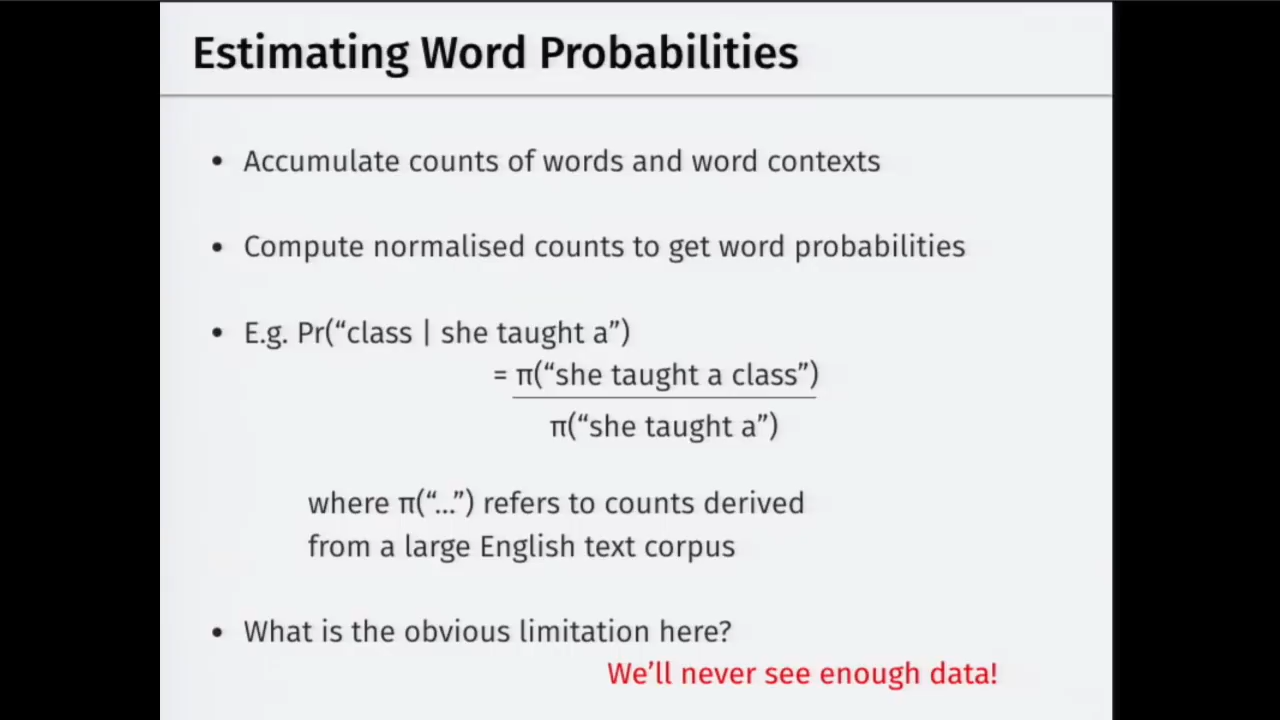 Estimating Word Probabilities
• Accumulate counts of words and word contexts
• Compute normalised counts to get word probabilities
• E.g. Pr(“class | she taught a”)
= π(“she taught a class”)
π(“she taught a”)
where π(“...”) refers to counts derived
from a large English text corpus
• What is the obvious limitation here?
We’ll never see enough data!